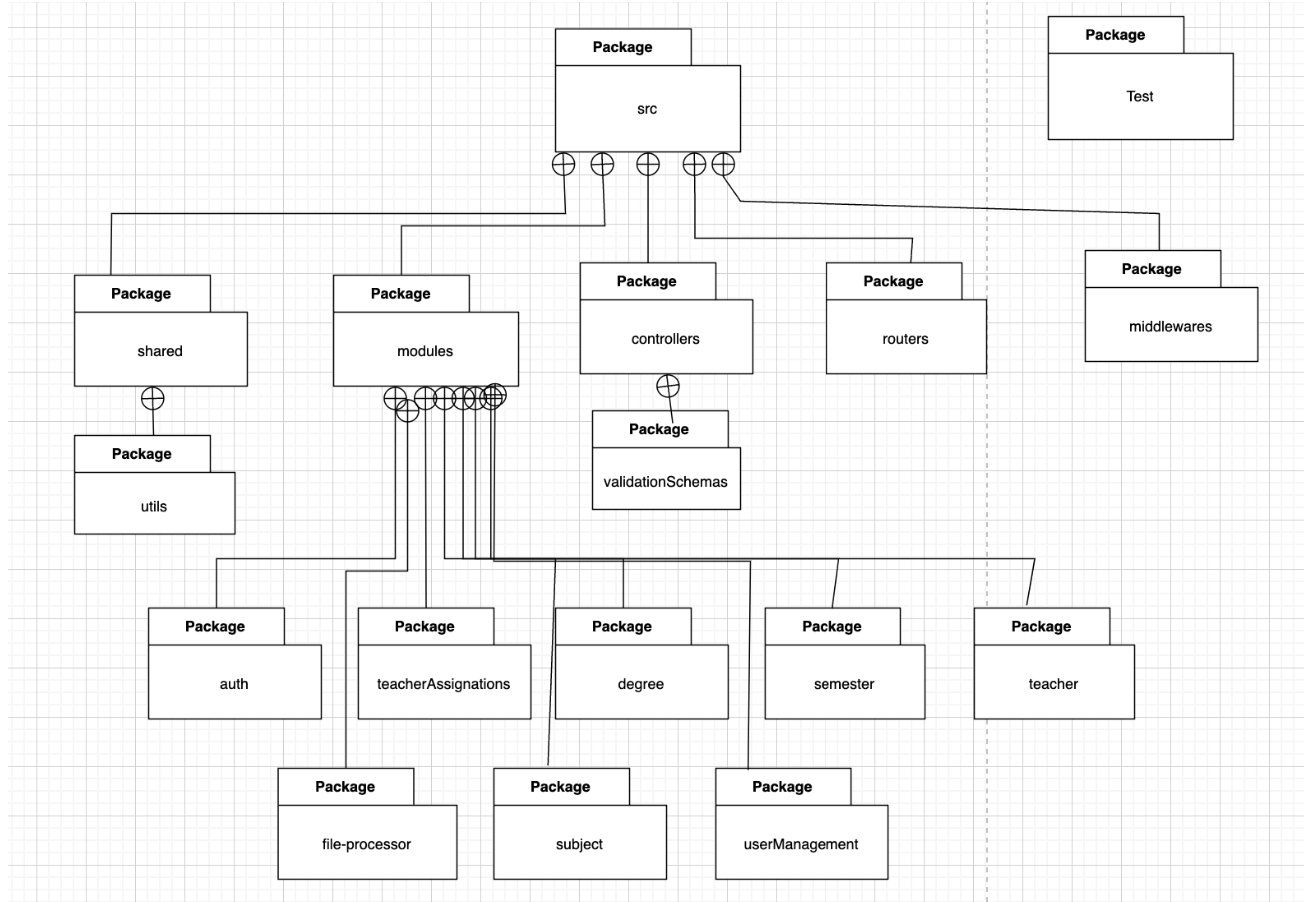 Package
src
Package
Test
Package
shared
Package
modules
Package
controllers
Package
routers
Package
middlewares
Package
utils
Package
validationSchemas
Package
auth
Package
teacherAssignations
Package
degree
Package
semester
Package
teacher
Package
file-processor
Package
subject
Package
userManagement